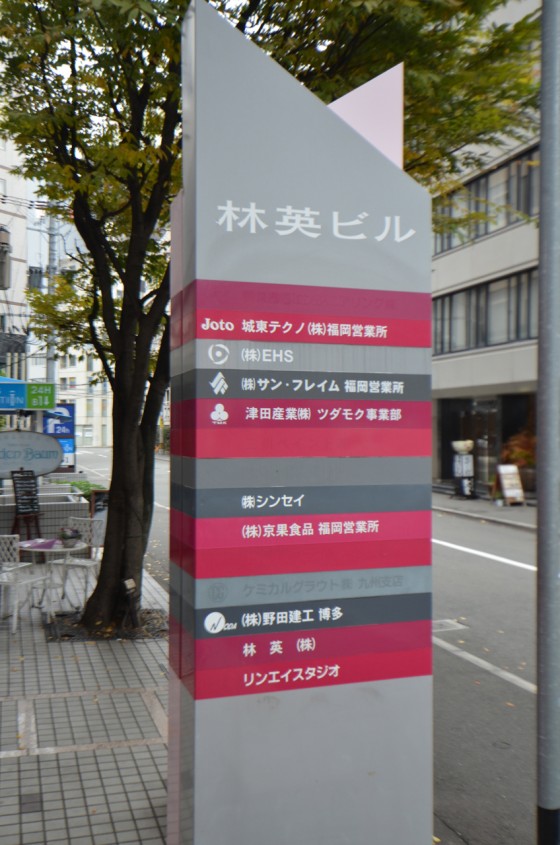 林英ビル
Joto 城東テクノ(株)福岡営業所
(株)EHS
(株)サン・フレイム 福岡営業所
津田産業(株) ツダモク事業部
(株)シンセイ
(株)京果食品 福岡営業所
ケミカルグラウト(株) 九州支店
(株)野田建工 博多
林 英 (株)
リンエイスタジオ
24H
24h